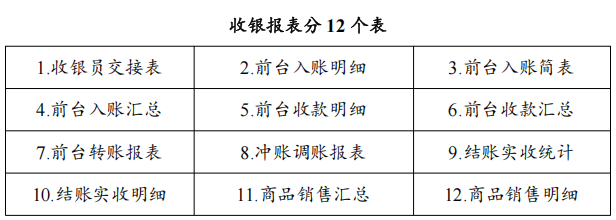 收银报表分 12 个表
1.收银员交接表 2.前台入账明细 3.前台入账简表
4.前台入账汇总 5.前台收款明细 6.前台收款汇总
7.前台转账报表 8.冲账调账报表 9.结账实收统计
10.结账实收明细 11.商品销售汇总 12.商品销售明细